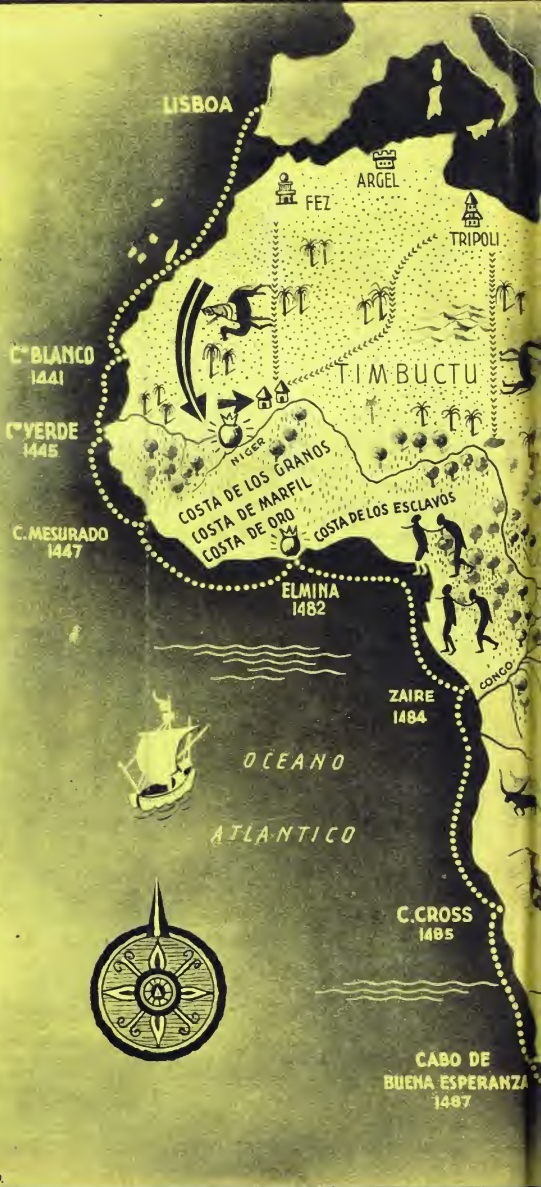 LISBOA
ARGEL
FEZ
TRIPOLI
Cº BLANCO
1441
TIMBUCTU
Cº VERDE
1445
NIGER
COSTA DE LOS GRANOS
COSTA DE MARFIL
COSTA DE ORO
COSTA DE LOS ESCLAVOS
C. MESURADO
1447
ELMINA
1482
CONGO
ZAIRE
1484
OCEANO
ATLANTICO
C. CROSS
1485
CABO DE
BUENA ESPERANZA
1487